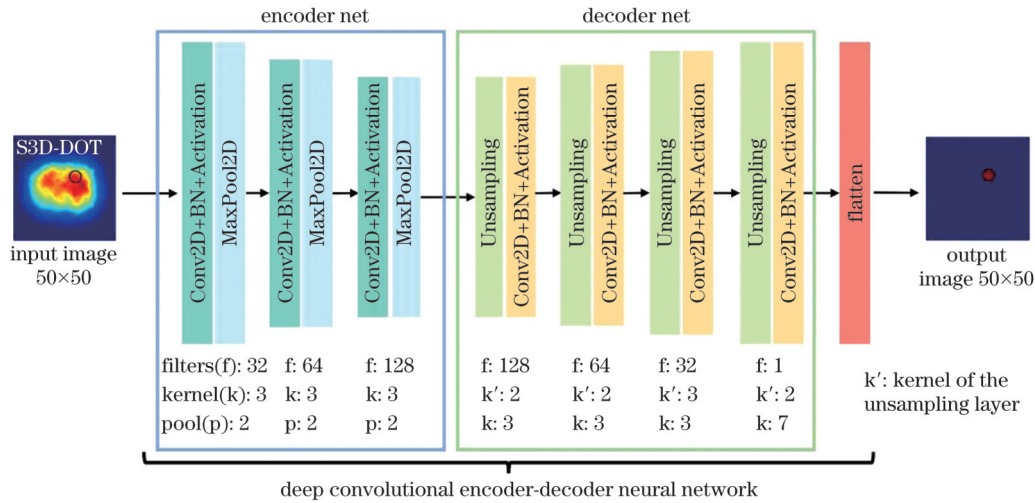 encoder net
decoder net
S3D-DOT
input image
50×50
Conv2D+BN+Activation
MaxPool2D
Conv2D+BN+Activation
MaxPool2D
Conv2D+BN+Activation
MaxPool2D
Unsampling
Conv2D+BN+Activation
Unsampling
Conv2D+BN+Activation
Unsampling
Conv2D+BN+Activation
Unsampling
Conv2D+BN+Activation
flatten
output
image 50×50
filters(f): 32 f: 64 f: 128 f: 128 f: 64 f: 32 f: 1
kernel(k): 3 k: 3 k: 3 k′: 2 k′: 2 k′: 3 k′: 2
pool(p): 2 p: 2 p: 2 k: 3 k: 3 k: 3 k: 7
k′: kernel of the
unsampling layer
deep convolutional encoder-decoder neural network